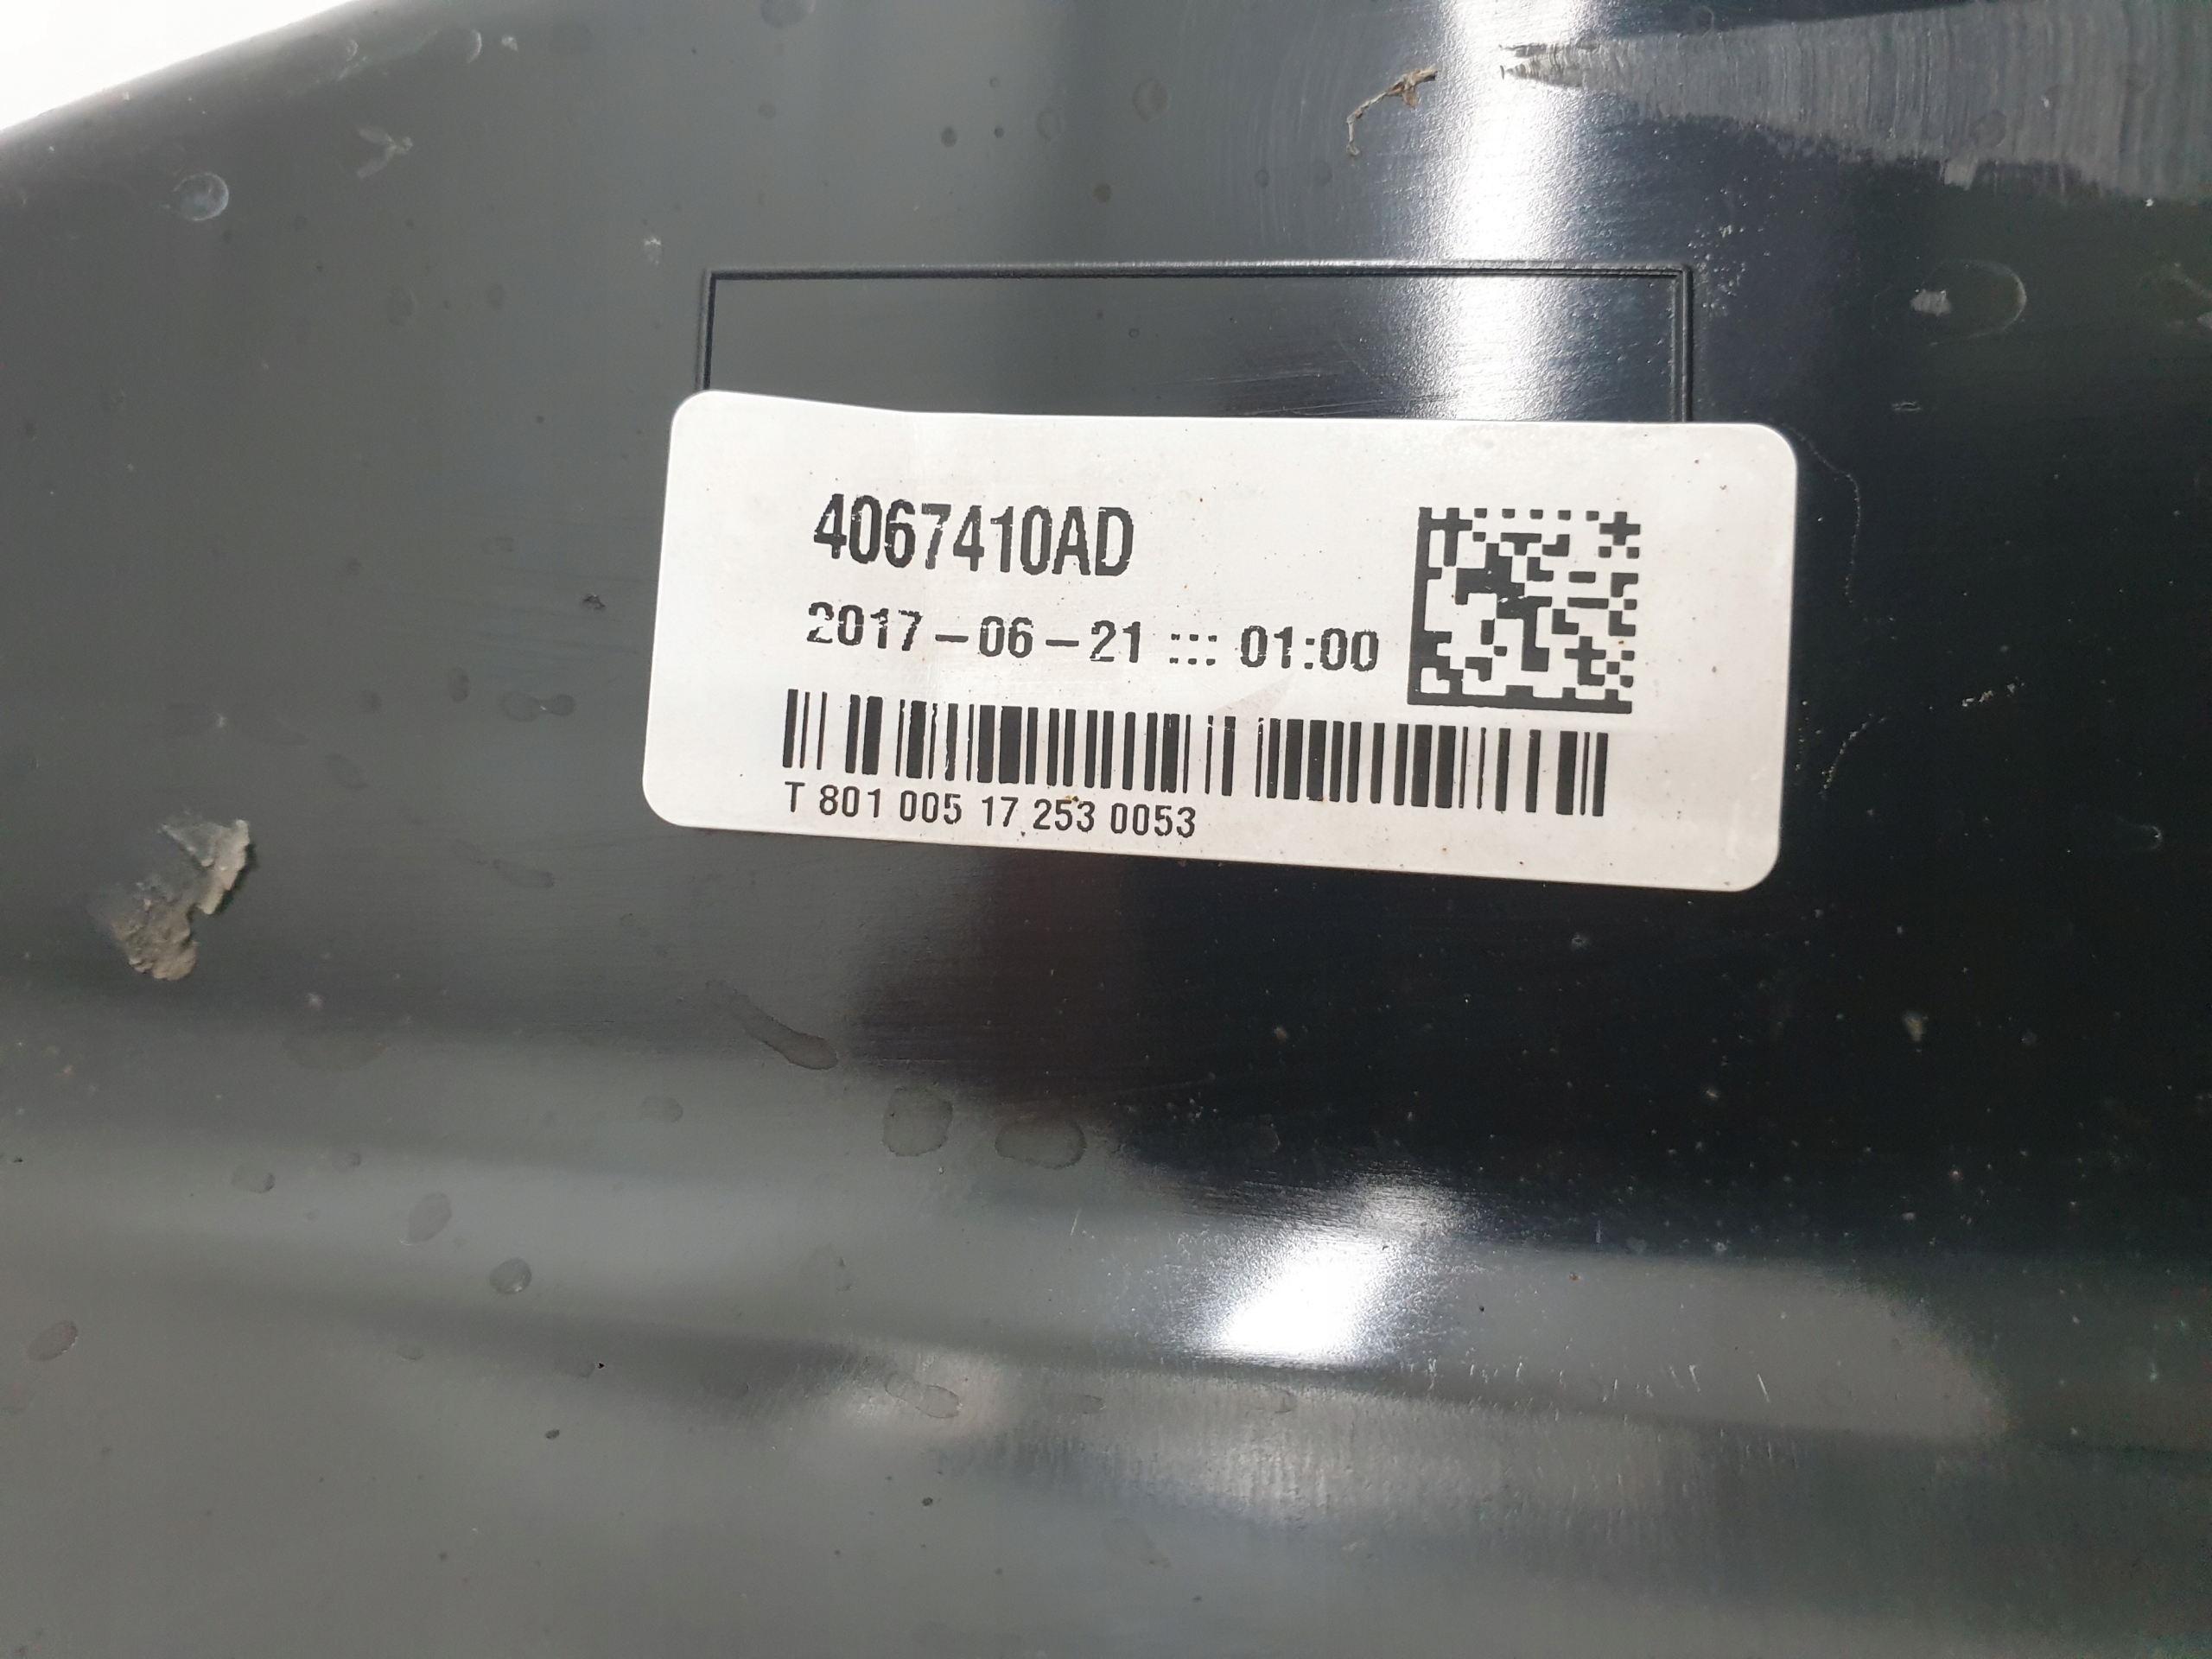 4067410AD
2017-06-21 ::: 01:00
T 801 005 17 253 0053